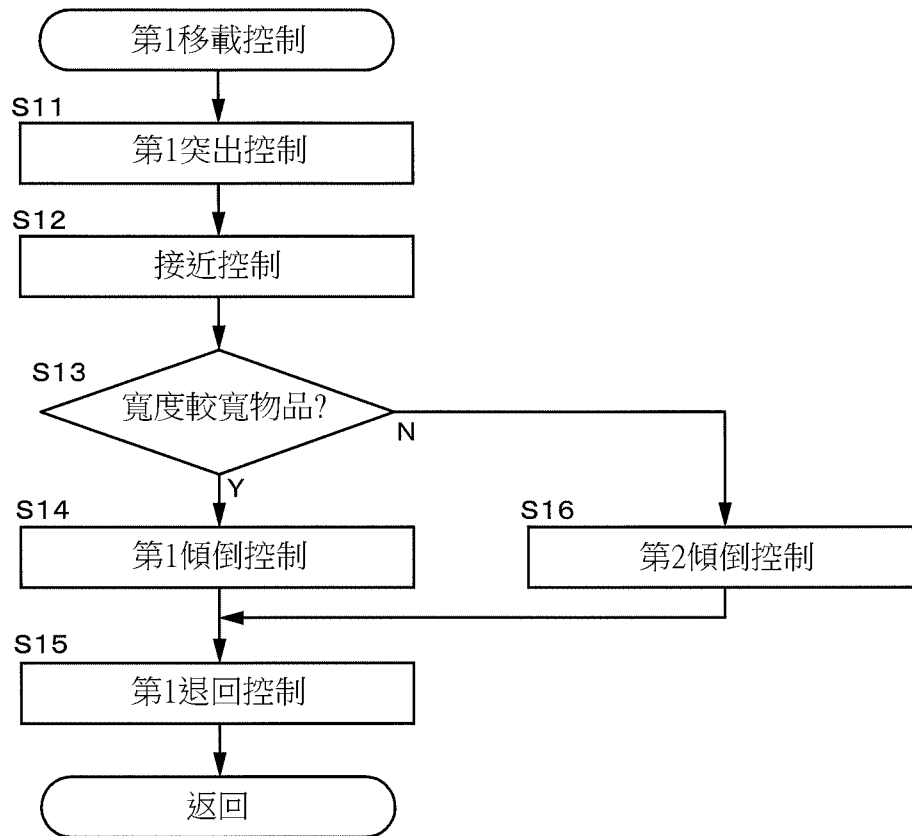 第1移載控制
S11
第1突出控制
S12
接近控制
S13
寬度較寬物品?
N
Y
S14
第1傾倒控制
S16
第2傾倒控制
S15
第1退回控制
返回